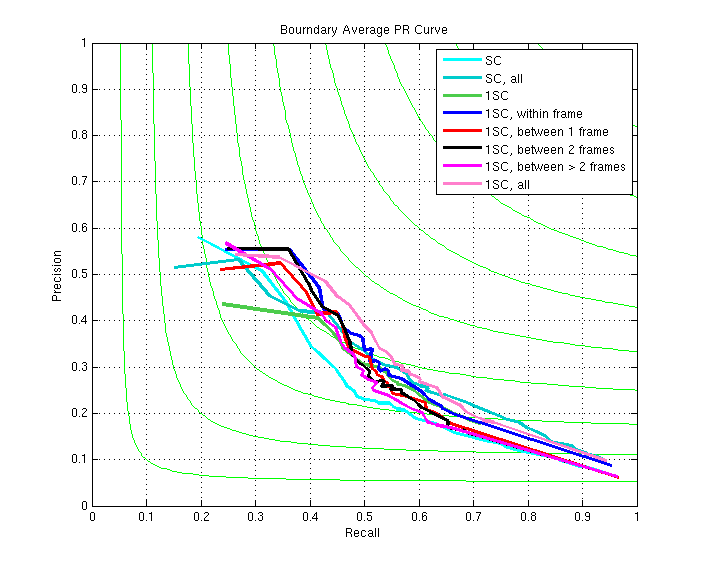 Bourndary Average PR Curve
SC
SC, all
1SC
1SC, within frame
1SC, between 1 frame
1SC, between 2 frames
1SC, between > 2 frames
1SC, all
Precision
1
0.9
0.8
0.7
0.6
0.5
0.4
0.3
0.2
0.1
0
0 0.1 0.2 0.3 0.4 0.5 0.6 0.7 0.8 0.9 1
Recall